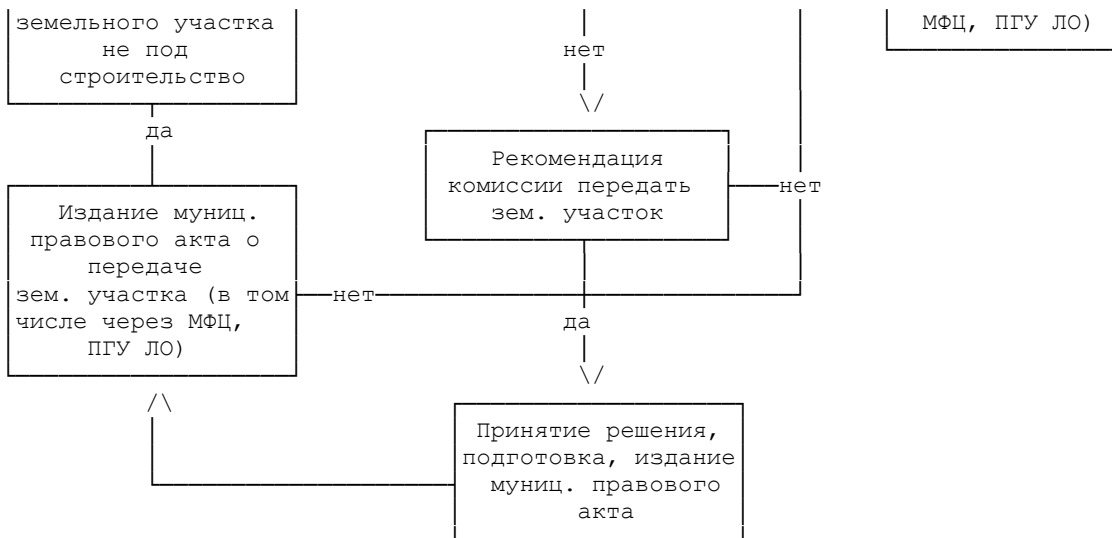 земельного участка
не под
строительство
МФЦ, ПГУ ЛО)
нет
да
Рекомендация
комиссии передать
зем. участок
нет
Издание муниц.
правового акта о
передаче
зем. участка (в том
числе через МФЦ,
ПГУ ЛО)
нет
да
Принятие решения,
подготовка, издание
муниц. правового
акта